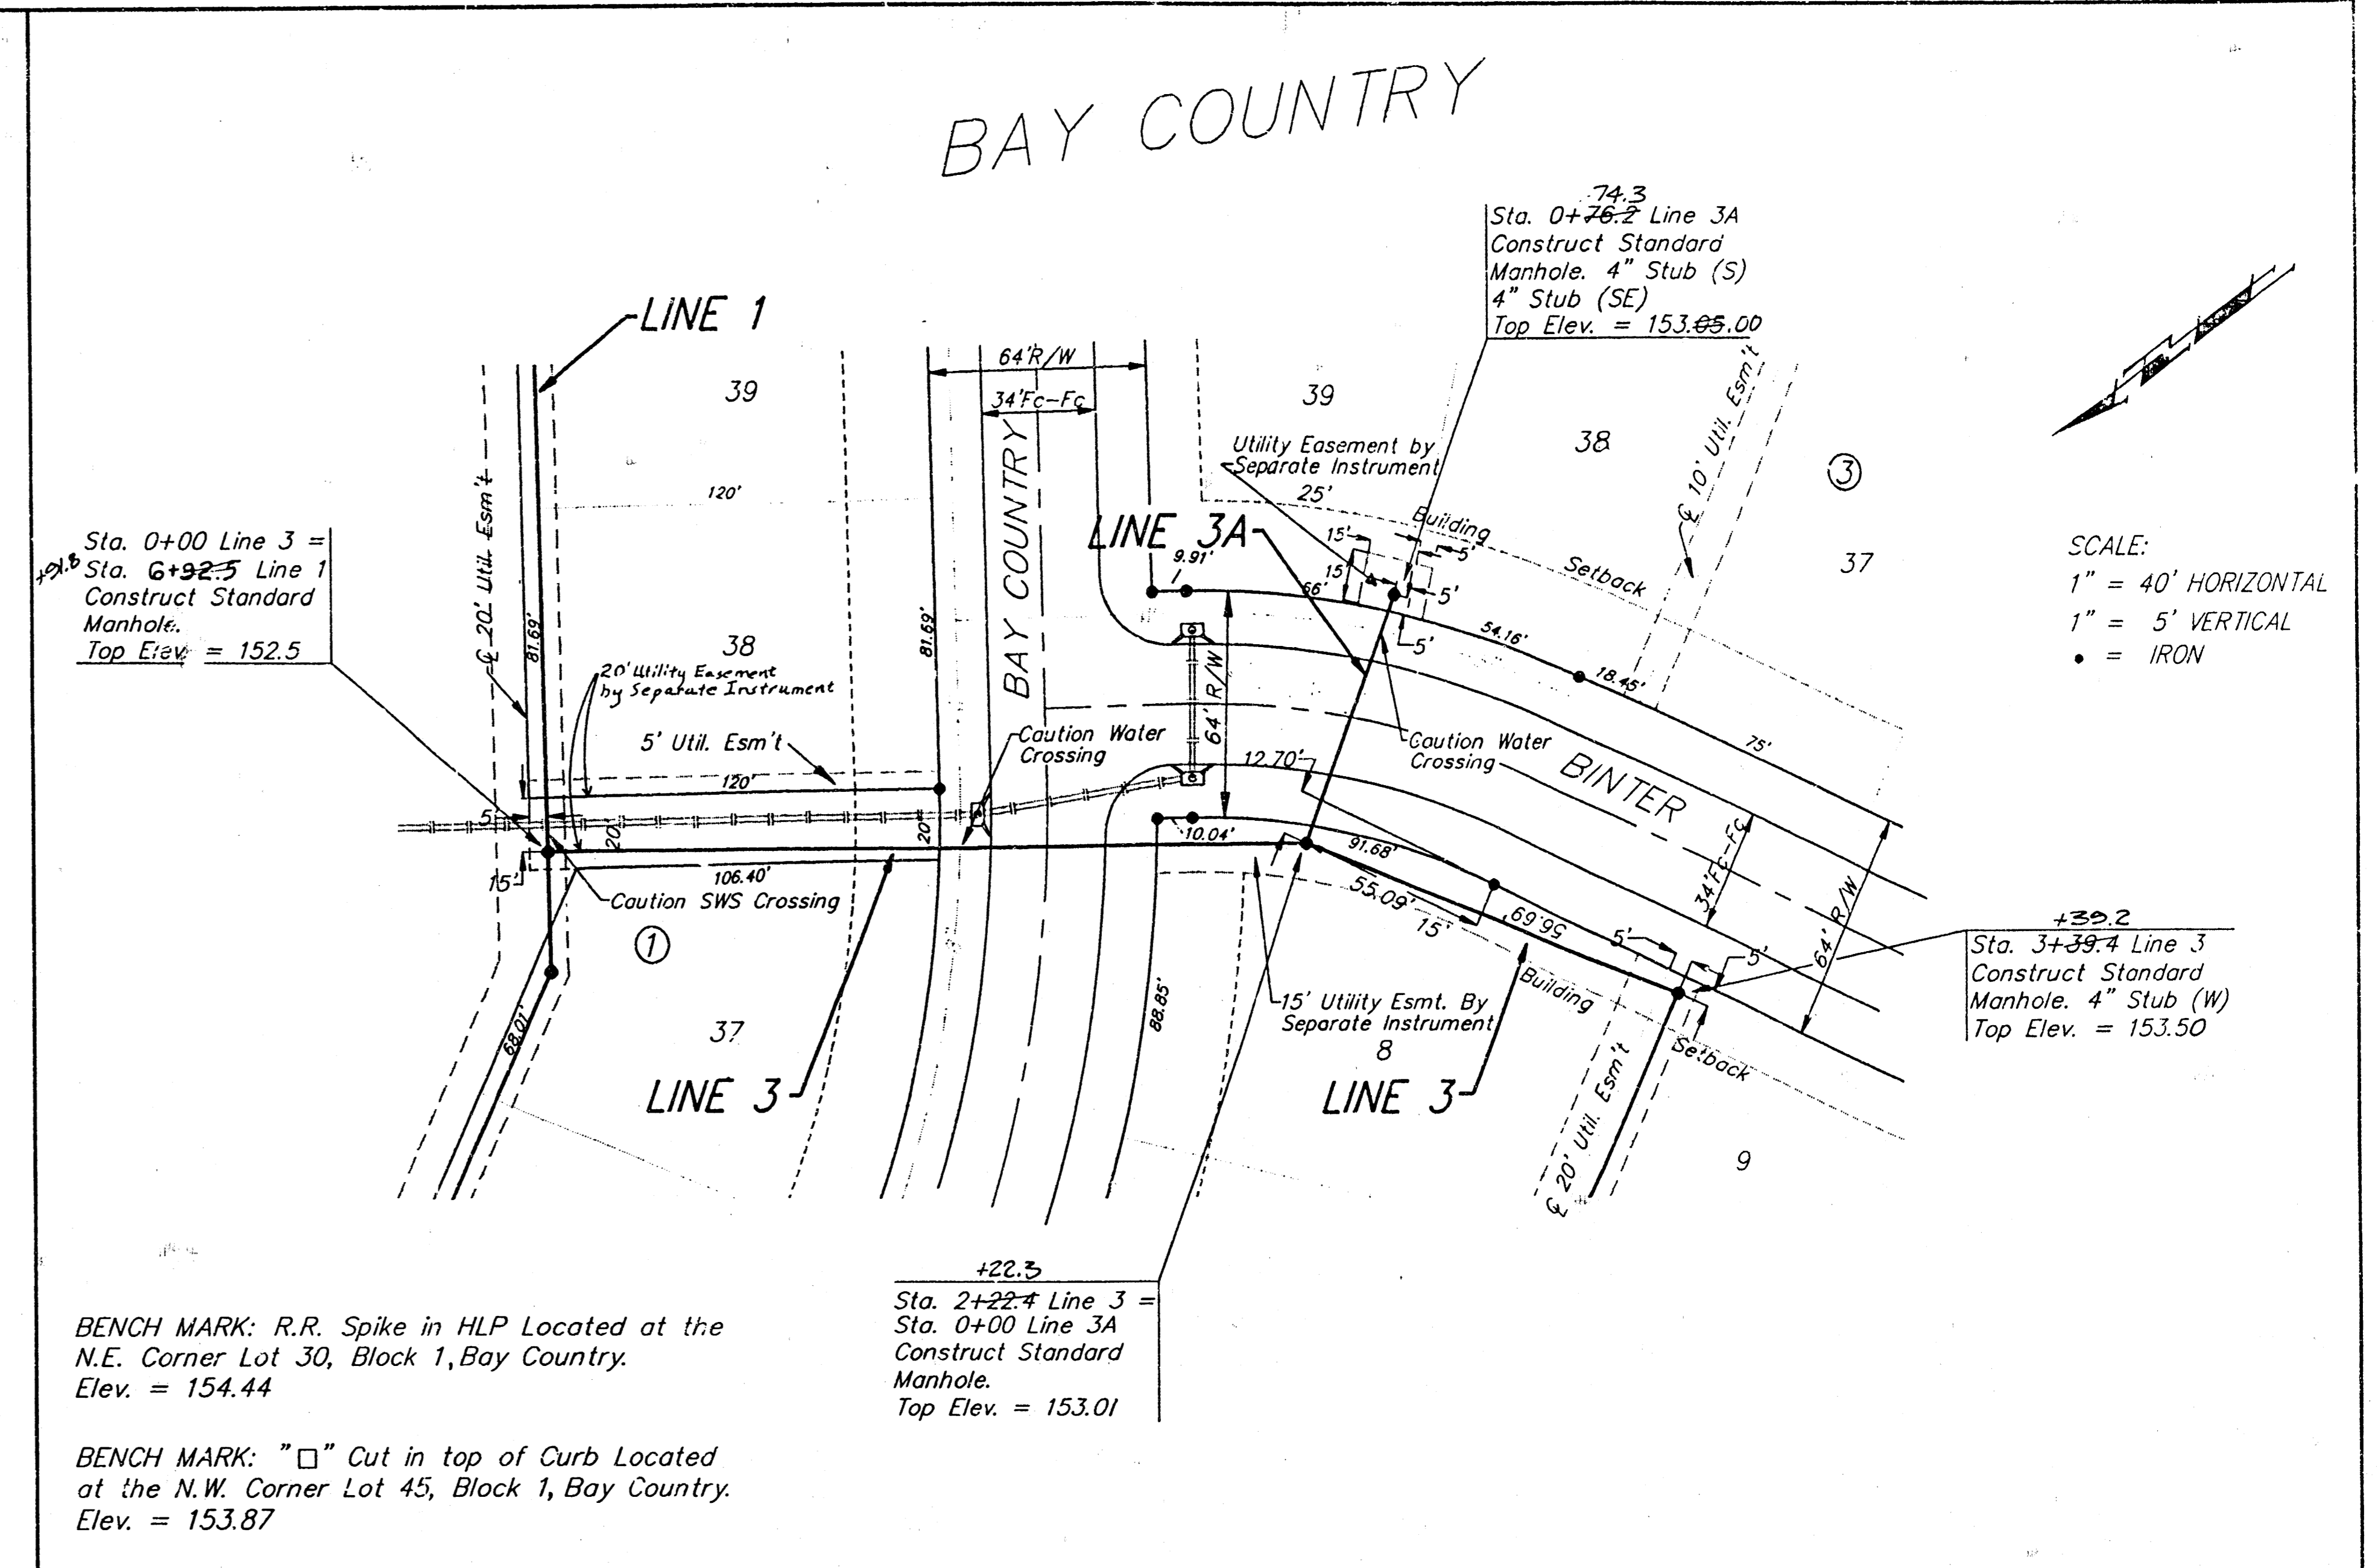 BAY COUNTRY
74.3
Sta. 0+76.2 Line 3A
Construct Standard
Manhole. 4" Stub (S)
4" Stub (SE)
Top Elev. = 153.05.00
LINE 1
64'R/W
34'Fc-Fc
39
39
38
37
3
120'
℄ 20' Util. Esm't
81.69'
81.69'
BAY COUNTRY
Utility Easement by
Separate Instrument
25'
Building
Setback
℄ 10' Util. Esm't
LINE 3A
9.91'
15'
15'
66'
5'
5'
5'
54.16'
18.45'
75'
SCALE:
1" = 40' HORIZONTAL
1" = 5' VERTICAL
• = IRON
Sta. 0+00 Line 3 =
+91.8 Sta. 6+92.5 Line 1
Construct Standard
Manhole.
Top Elev. = 152.5
38
20' Utility Easement
by Separate Instrument
5' Util. Esm't
120'
Caution Water
Crossing
64' R/W
12.70'
Caution Water
Crossing
BINTER
5'
20'
20'
15'
106.40'
Caution SWS Crossing
1
10.04'
91.68'
55.09'
15'
56.69'
5'
5'
34'Fc-Fc
64' R/W
+39.2
Sta. 3+39.4 Line 3
Construct Standard
Manhole. 4" Stub (W)
Top Elev. = 153.50
68.01'
37
LINE 3
88.85'
15' Utility Esmt. By
Separate Instrument
8
LINE 3
Building
Setback
℄ 20' Util. Esm't
9
+22.3
Sta. 2+22.4 Line 3 =
Sta. 0+00 Line 3A
Construct Standard
Manhole.
Top Elev. = 153.01
BENCH MARK: R.R. Spike in HLP Located at the
N.E. Corner Lot 30, Block 1, Bay Country.
Elev. = 154.44
BENCH MARK: "□" Cut in top of Curb Located
at the N.W. Corner Lot 45, Block 1, Bay Country.
Elev. = 153.87